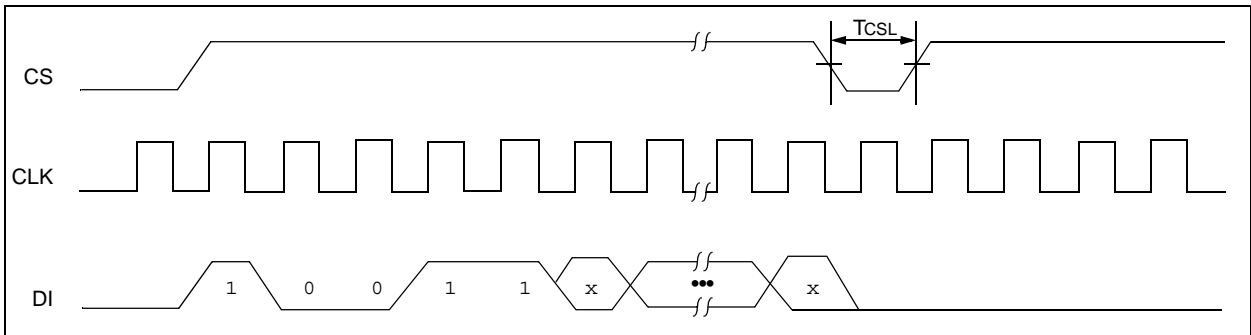 TCSL
CS
CLK
DI
1 0 0 1 1 x ••• x